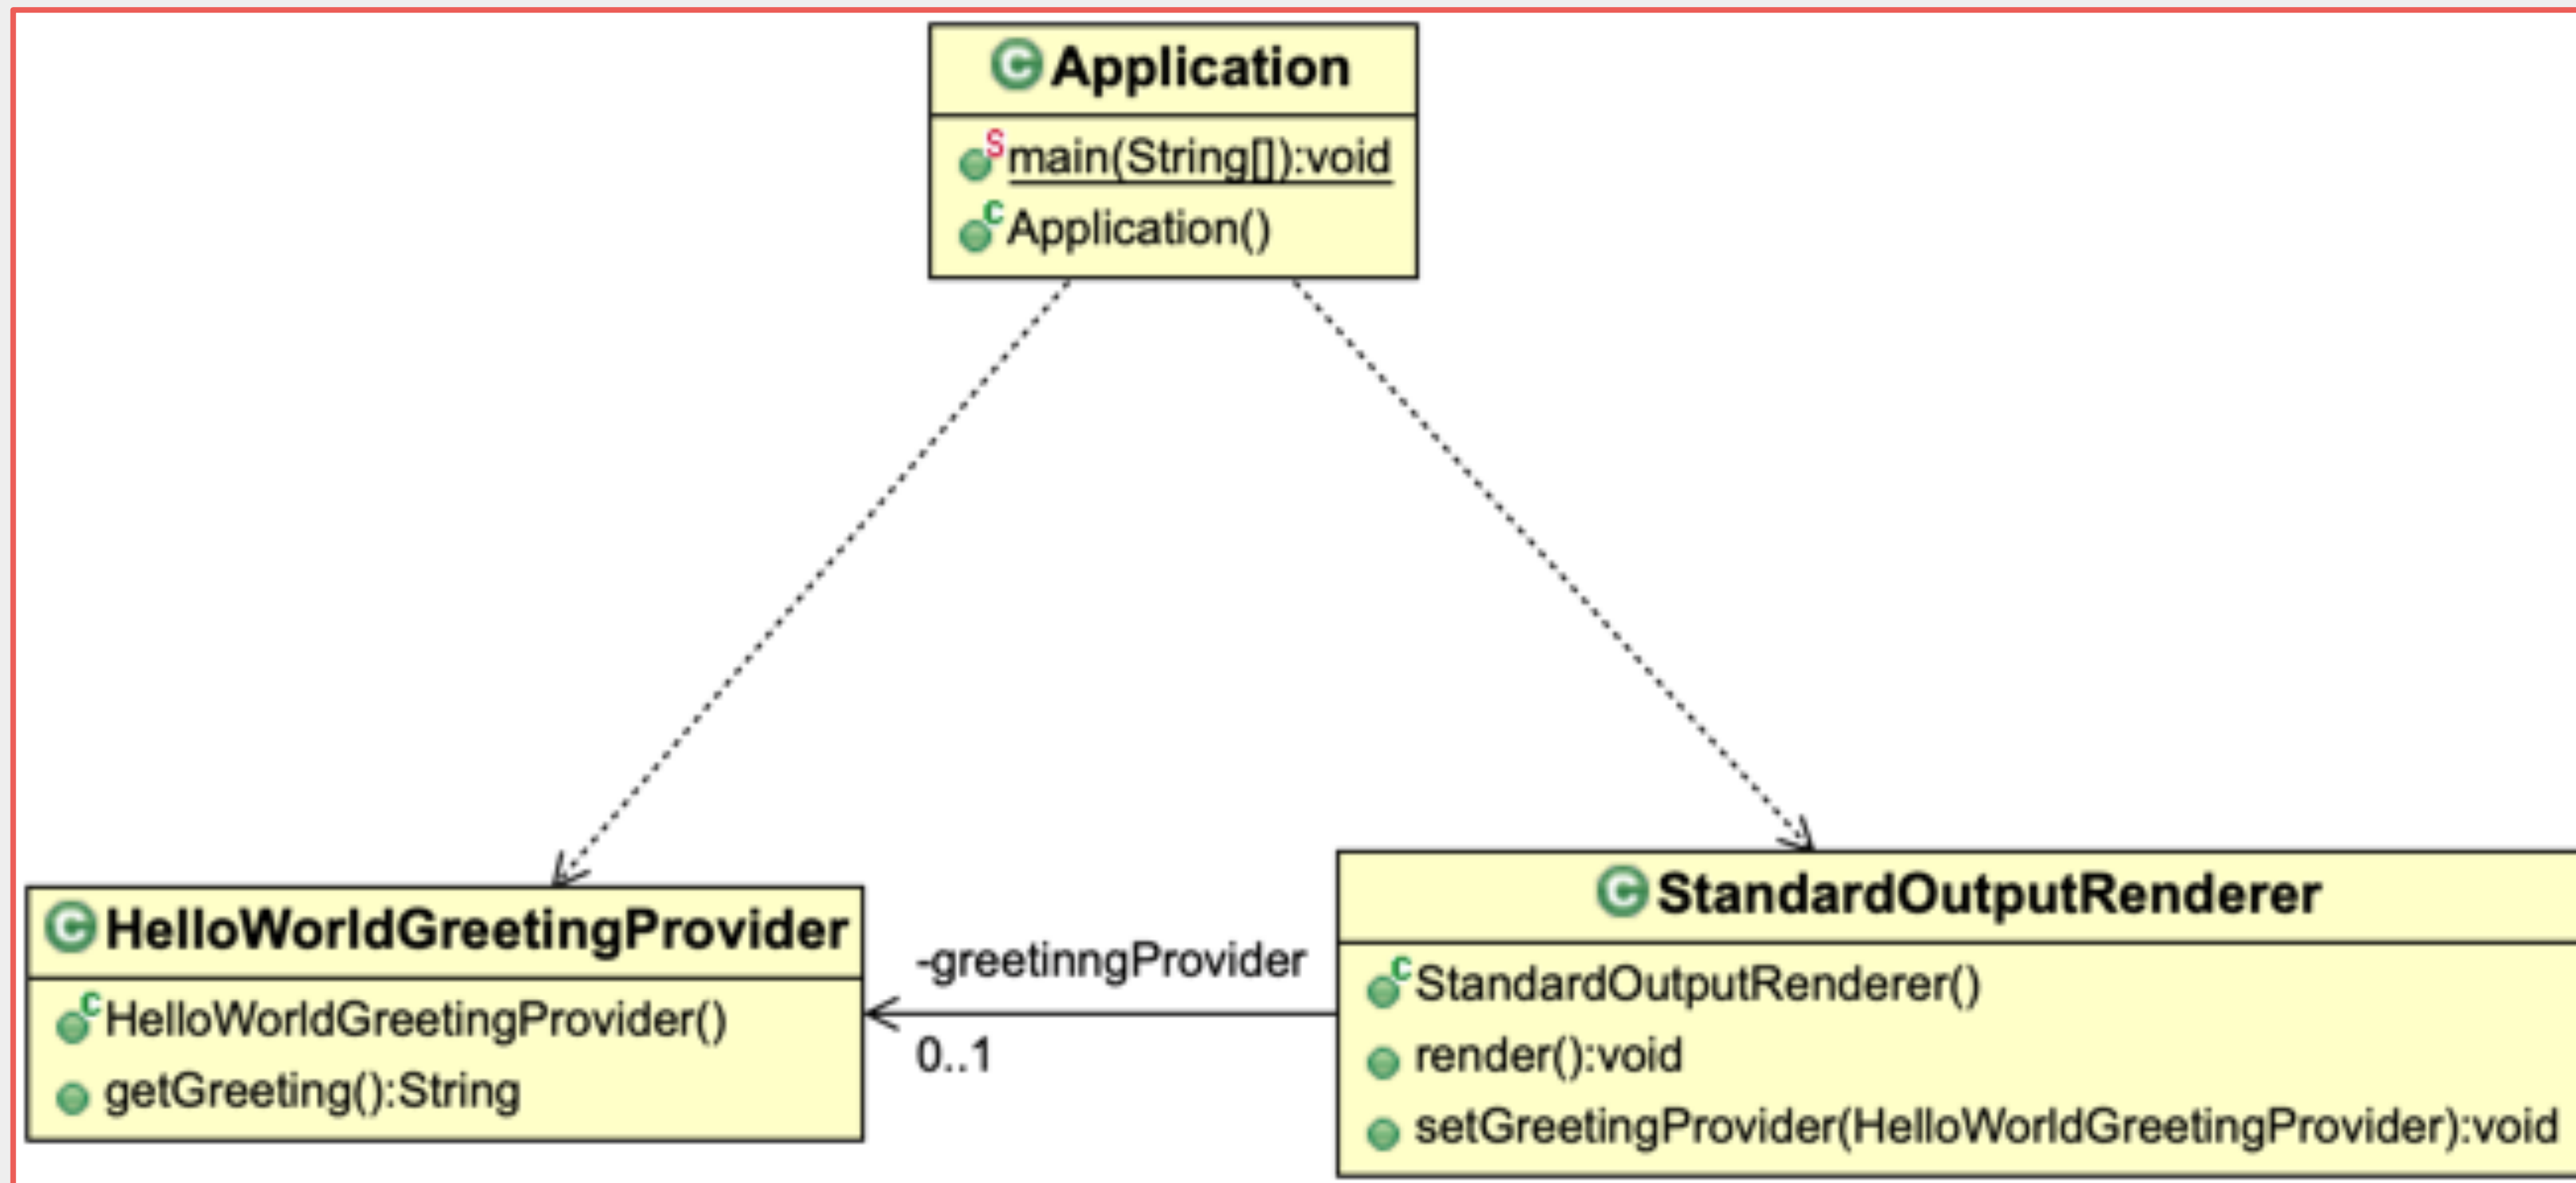 Application
main(String[]):void
Application()
HelloWorldGreetingProvider
HelloWorldGreetingProvider()
getGreeting():String
-greetinngProvider
0..1
StandardOutputRenderer
StandardOutputRenderer()
render():void
setGreetingProvider(HelloWorldGreetingProvider):void